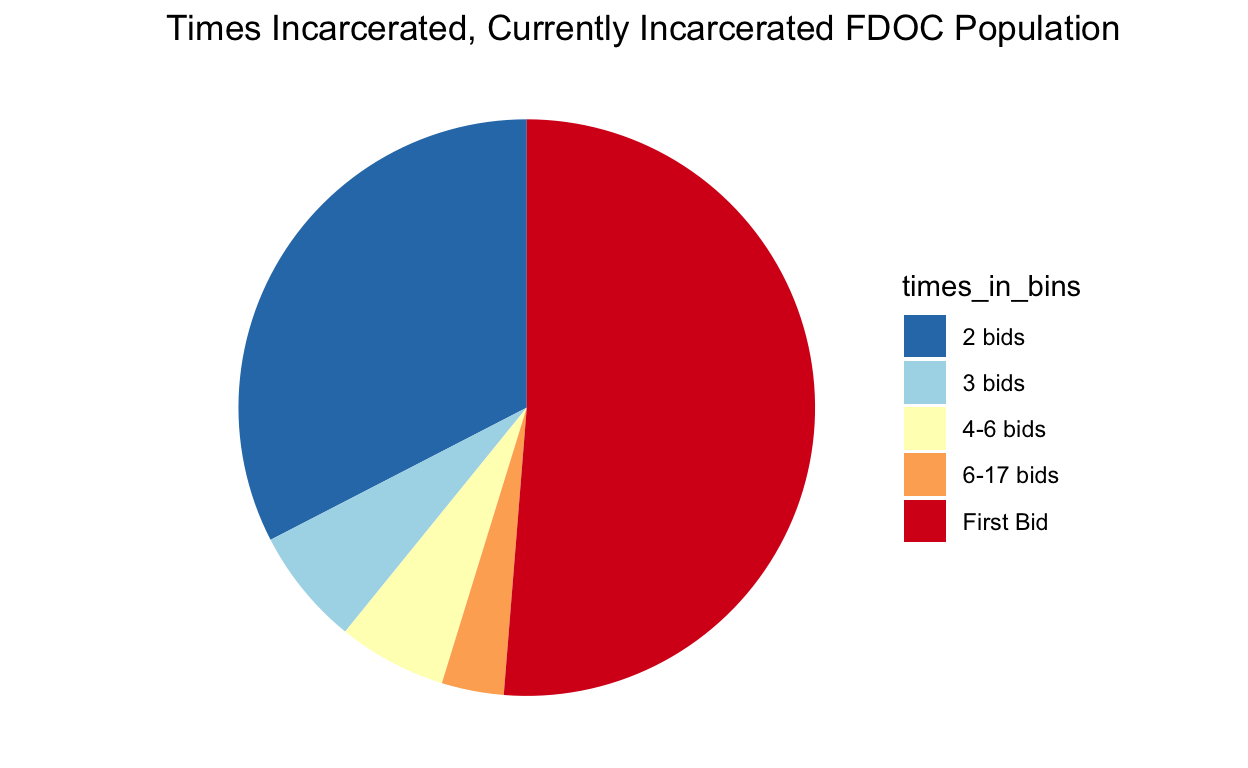 Times Incarcerated, Currently Incarcerated FDOC Population
times_in_bins
2 bids
3 bids
4-6 bids
6-17 bids
First Bid